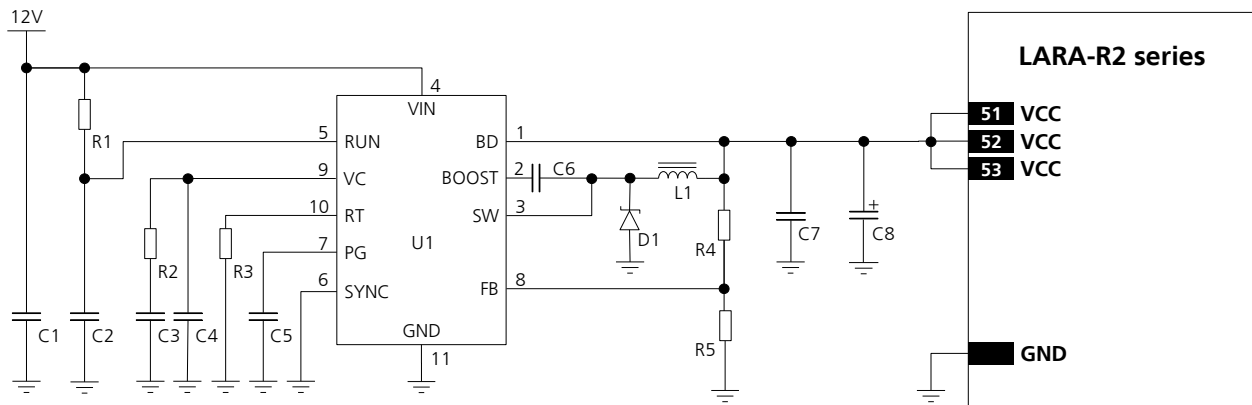 12V
LARA-R2 series
4
VIN
51 VCC
R1
5 RUN
BD 1
52 VCC
9 VC
BOOST 2
C6
53 VCC
L1
10 RT
SW 3
D1
C7
C8
R4
7 PG
U1
R2
R3
6 SYNC
FB 8
GND
C1
C2
C3
C4
C5
R5
11
GND
+